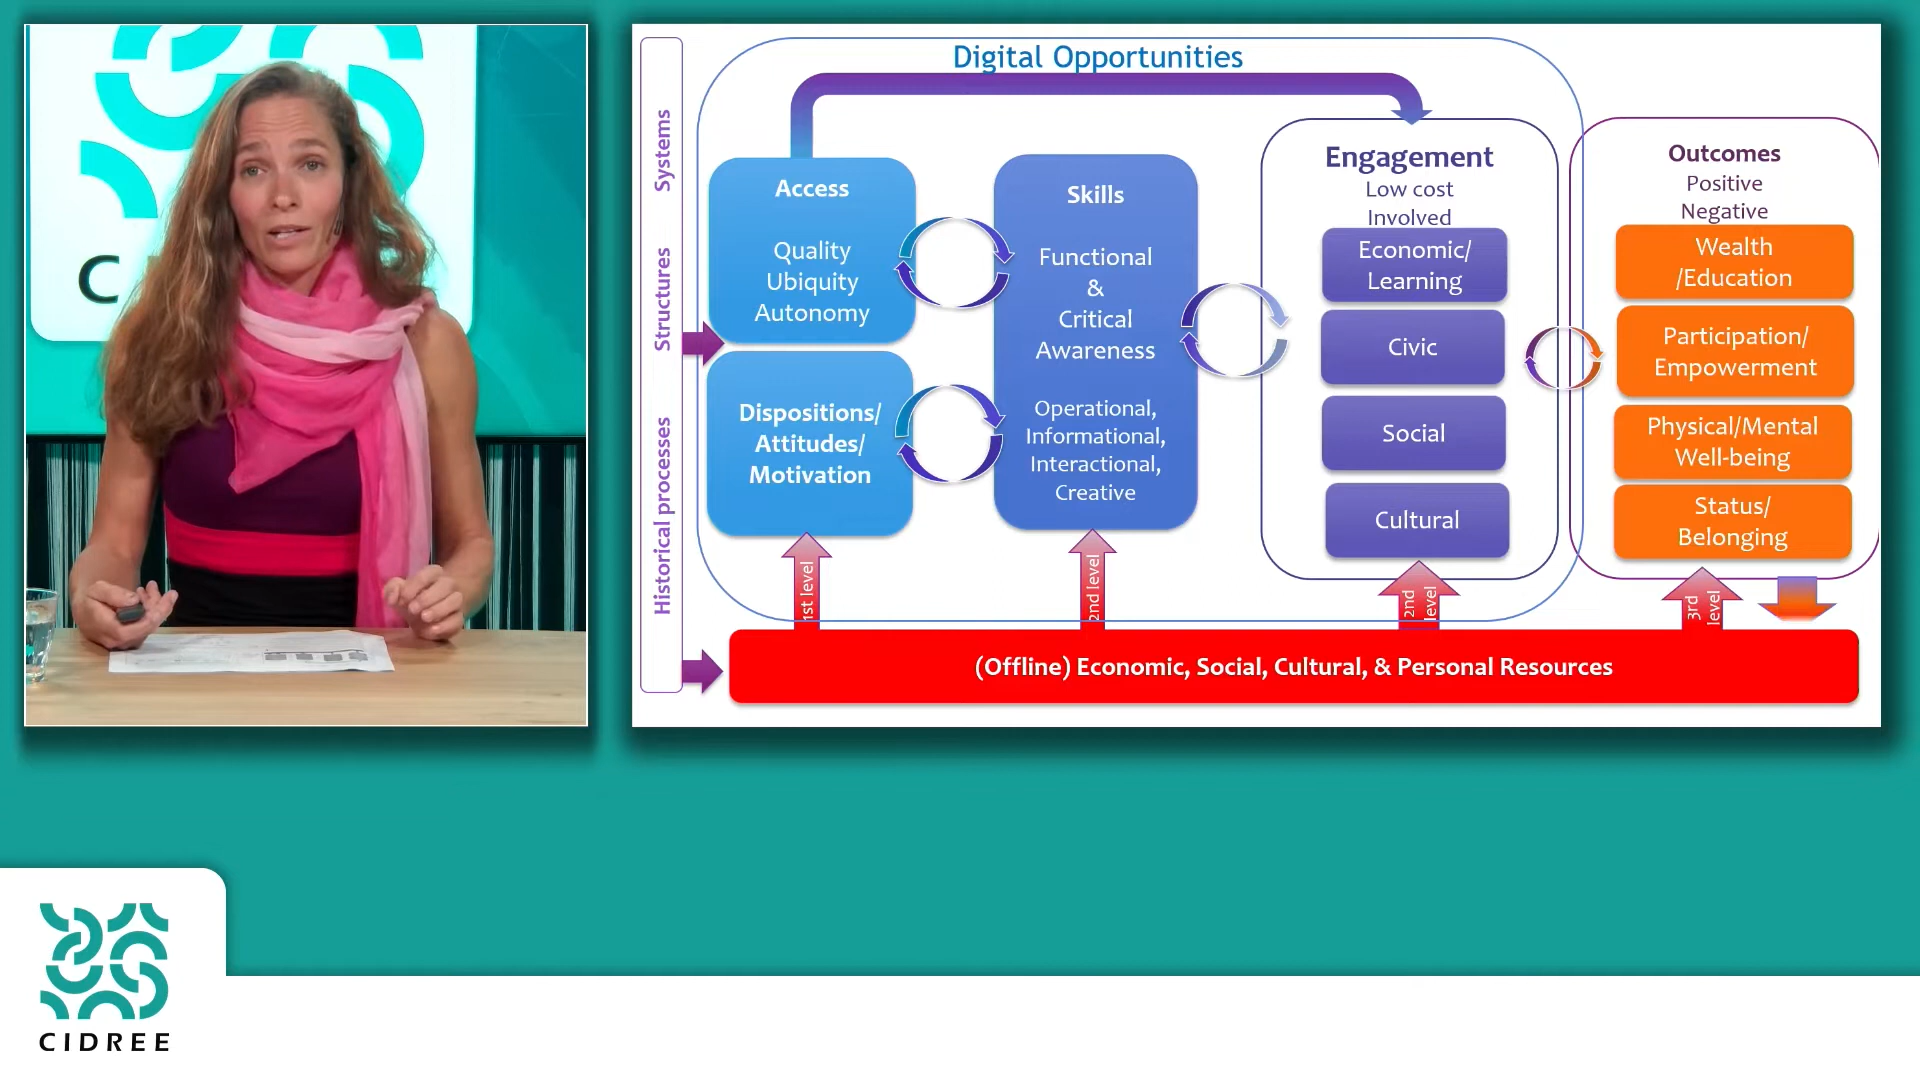 C
Digital Opportunities
Systems
Structures
Historical processes
Access
Quality
Ubiquity
Autonomy
Dispositions/
Attitudes/
Motivation
Skills
Functional
&
Critical
Awareness
Operational,
Informational,
Interactional,
Creative
Engagement
Low cost
Involved
Economic/
Learning
Civic
Social
Cultural
Outcomes
Positive
Negative
Wealth
/Education
Participation/
Empowerment
Physical/Mental
Well-being
Status/
Belonging
1st level
2nd level
2nd
level
3rd
level
(Offline) Economic, Social, Cultural, & Personal Resources
CIDREE